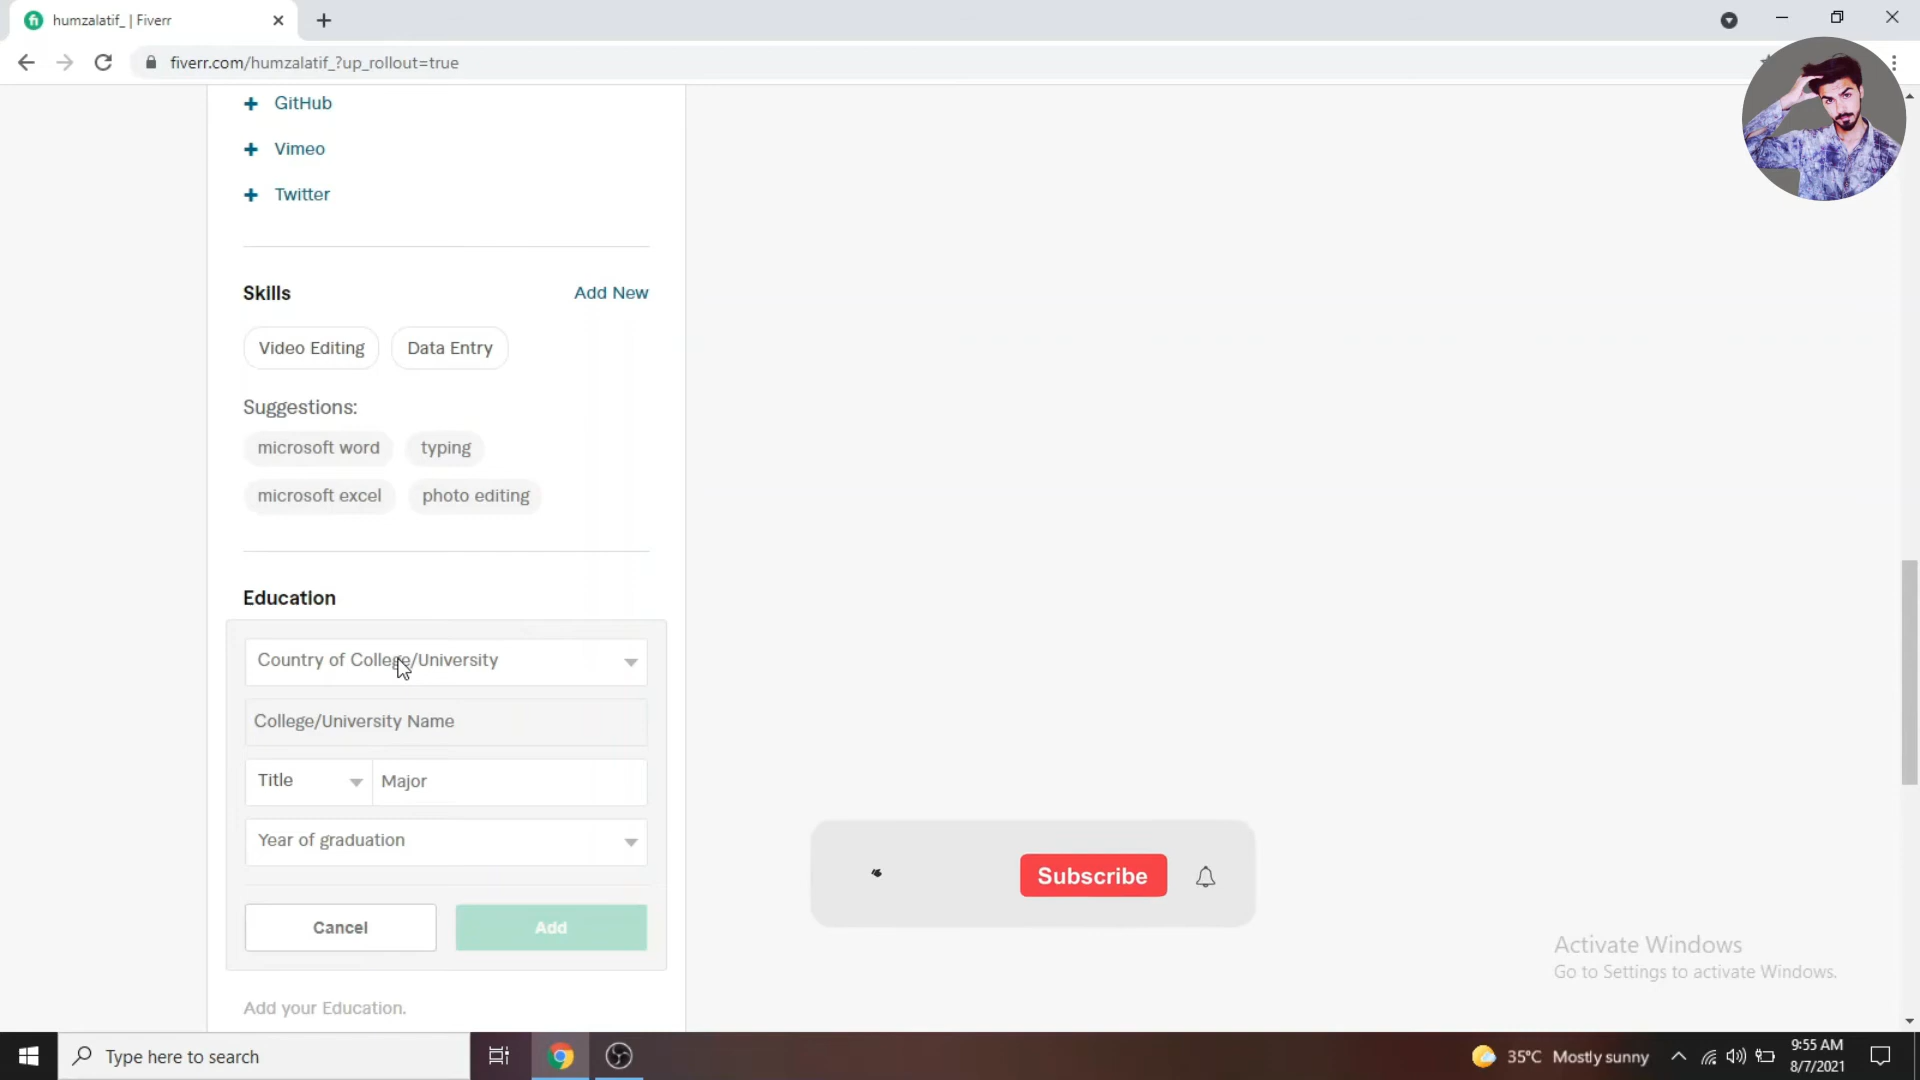 humzalatif_ | Fiverr
fiverr.com/humzalatif_?up_rollout=true
GitHub
Vimeo
Twitter
Skills
Add New
Video Editing
Data Entry
Suggestions:
microsoft word
typing
microsoft excel
photo editing
Education
Country of College/University
College/University Name
Title
Major
Year of graduation
Cancel
Add
Add your Education.
Subscribe
Activate Windows
Go to Settings to activate Windows.
Type here to search
35°C Mostly sunny
9:55 AM
8/7/2021